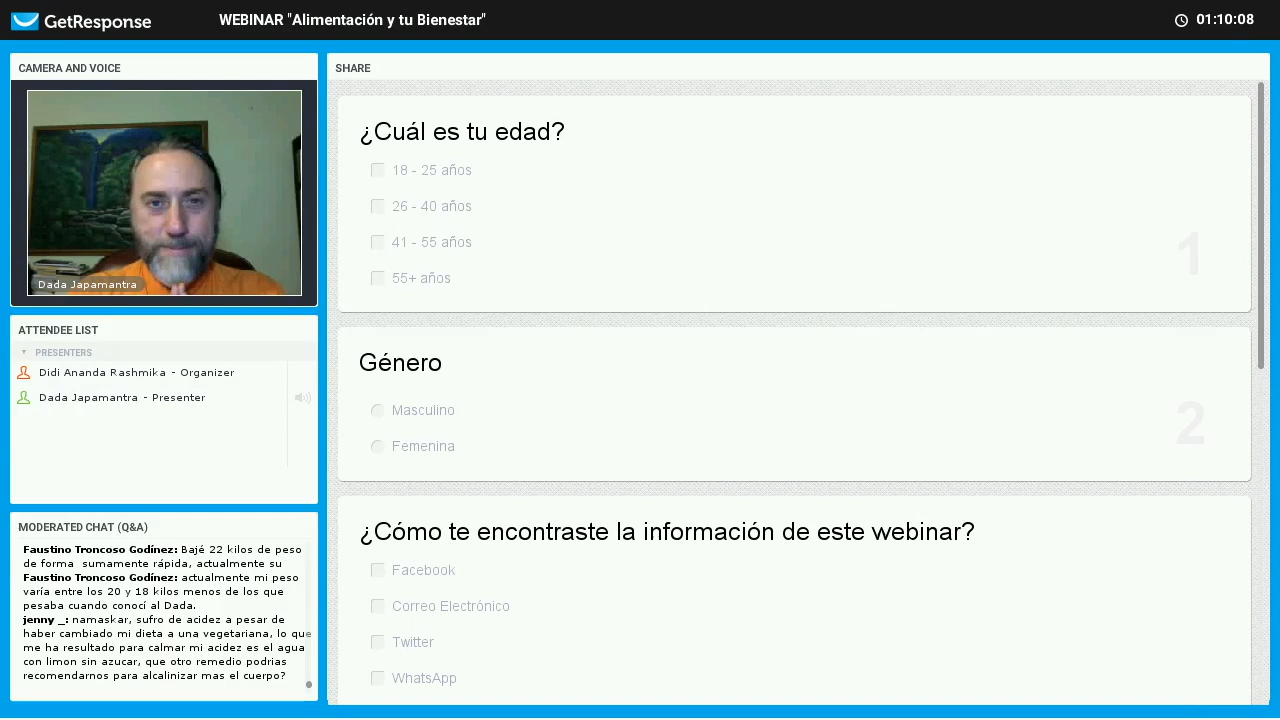 GetResponse
WEBINAR "Alimentación y tu Bienestar"
01:10:08
CAMERA AND VOICE
Dada Japamantra
ATTENDEE LIST
PRESENTERS
Didi Ananda Rashmika - Organizer
Dada Japamantra - Presenter
MODERATED CHAT (Q&A)
Faustino Troncoso Godínez: Bajé 22 kilos de peso
de forma sumamente rápida, actualmente su
Faustino Troncoso Godínez: actualmente mi peso
varía entre los 20 y 18 kilos menos de los que
pesaba cuando conocí al Dada.
jenny _: namaskar, sufro de acidez a pesar de
haber cambiado mi dieta a una vegetariana, lo que
me ha resultado para calmar mi acidez es el agua
con limon sin azucar, que otro remedio podrias
recomendarnos para alcalinizar mas el cuerpo?
SHARE
¿Cuál es tu edad?
18 - 25 años
26 - 40 años
41 - 55 años
55+ años
1
Género
Masculino
Femenina
2
¿Cómo te encontraste la información de este webinar?
Facebook
Correo Electrónico
Twitter
WhatsApp